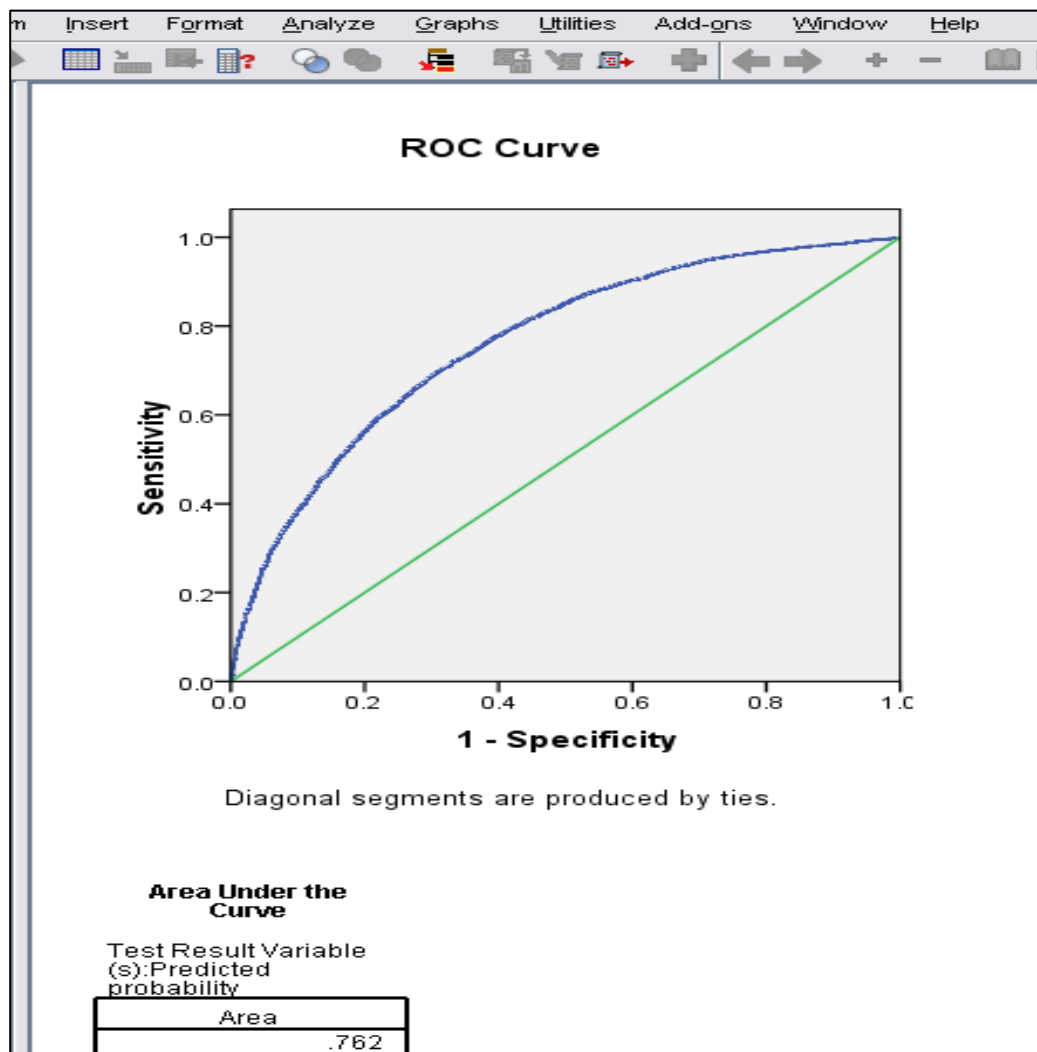 m Insert Format Analyze Graphs Utilities Add-ons Window Help
ROC Curve
1.0
0.8
0.6
0.4
0.2
0.0
Sensitivity
0.0 0.2 0.4 0.6 0.8 1.0
1 - Specificity
Diagonal segments are produced by ties.
Area Under the
Curve
Test Result Variable
(s):Predicted
probability
Area
.762